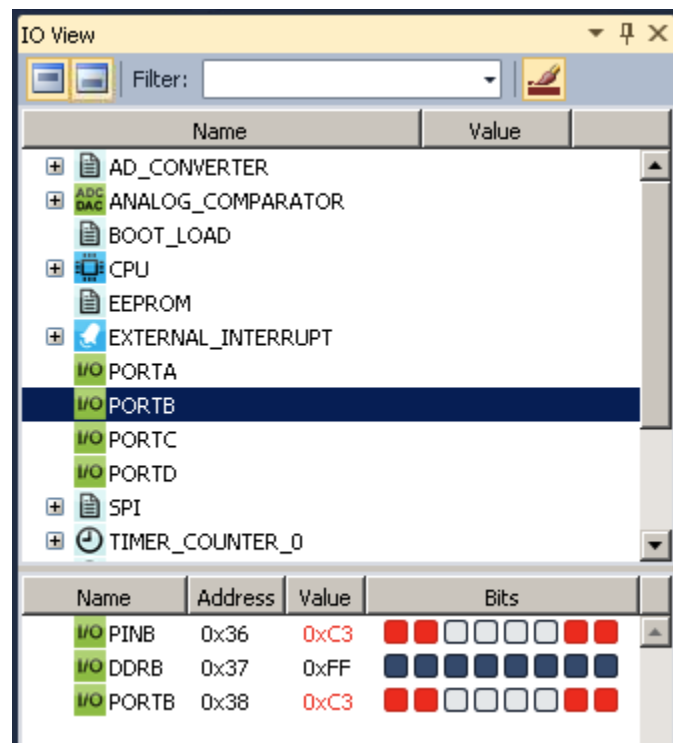 IO View
Filter:
Name Value
AD_CONVERTER
ADC DAC ANALOG_COMPARATOR
BOOT_LOAD
CPU
EEPROM
EXTERNAL_INTERRUPT
I/O PORTA
I/O PORTB
I/O PORTC
I/O PORTD
SPI
TIMER_COUNTER_0
Name Address Value Bits
I/O PINB 0x36 0xC3
I/O DDRB 0x37 0xFF
I/O PORTB 0x38 0xC3